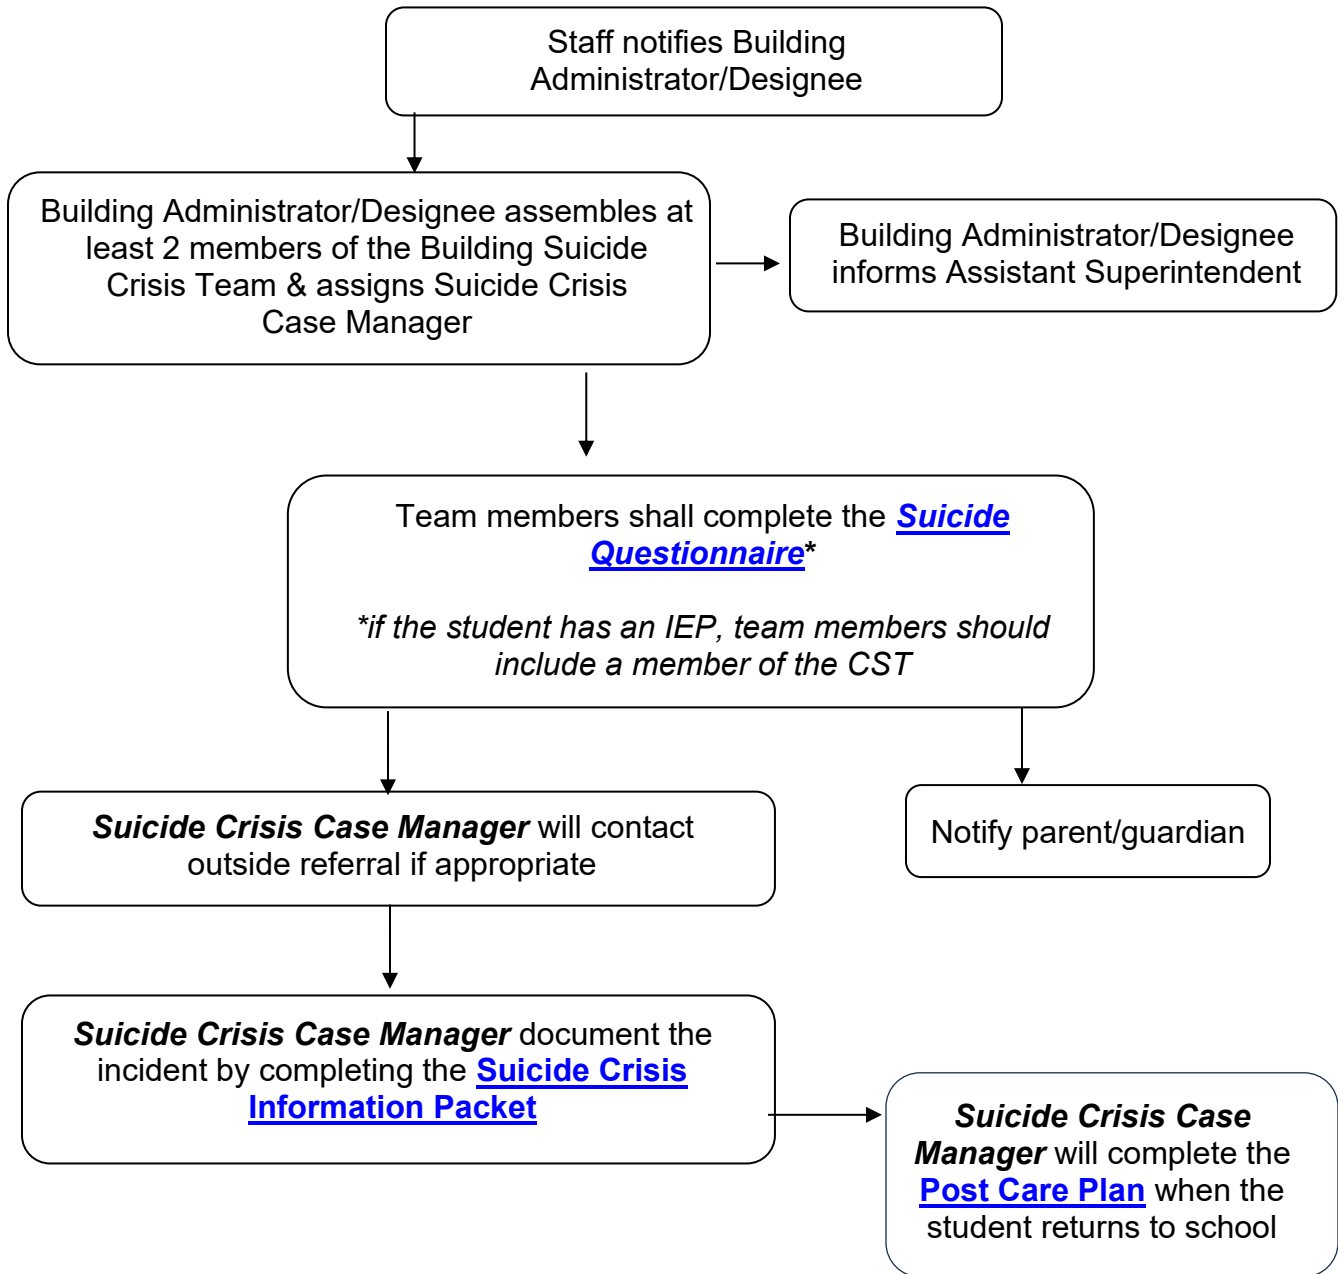 Staff notifies Building
Administrator/Designee
Building Administrator/Designee assembles at
least 2 members of the Building Suicide
Crisis Team & assigns Suicide Crisis
Case Manager
Building Administrator/Designee
informs Assistant Superintendent
Team members shall complete the Suicide
Questionnaire*
*if the student has an IEP, team members should
include a member of the CST
Suicide Crisis Case Manager will contact
outside referral if appropriate
Notify parent/guardian
Suicide Crisis Case Manager document the
incident by completing the Suicide Crisis
Information Packet
Suicide Crisis Case
Manager will complete the
Post Care Plan when the
student returns to school